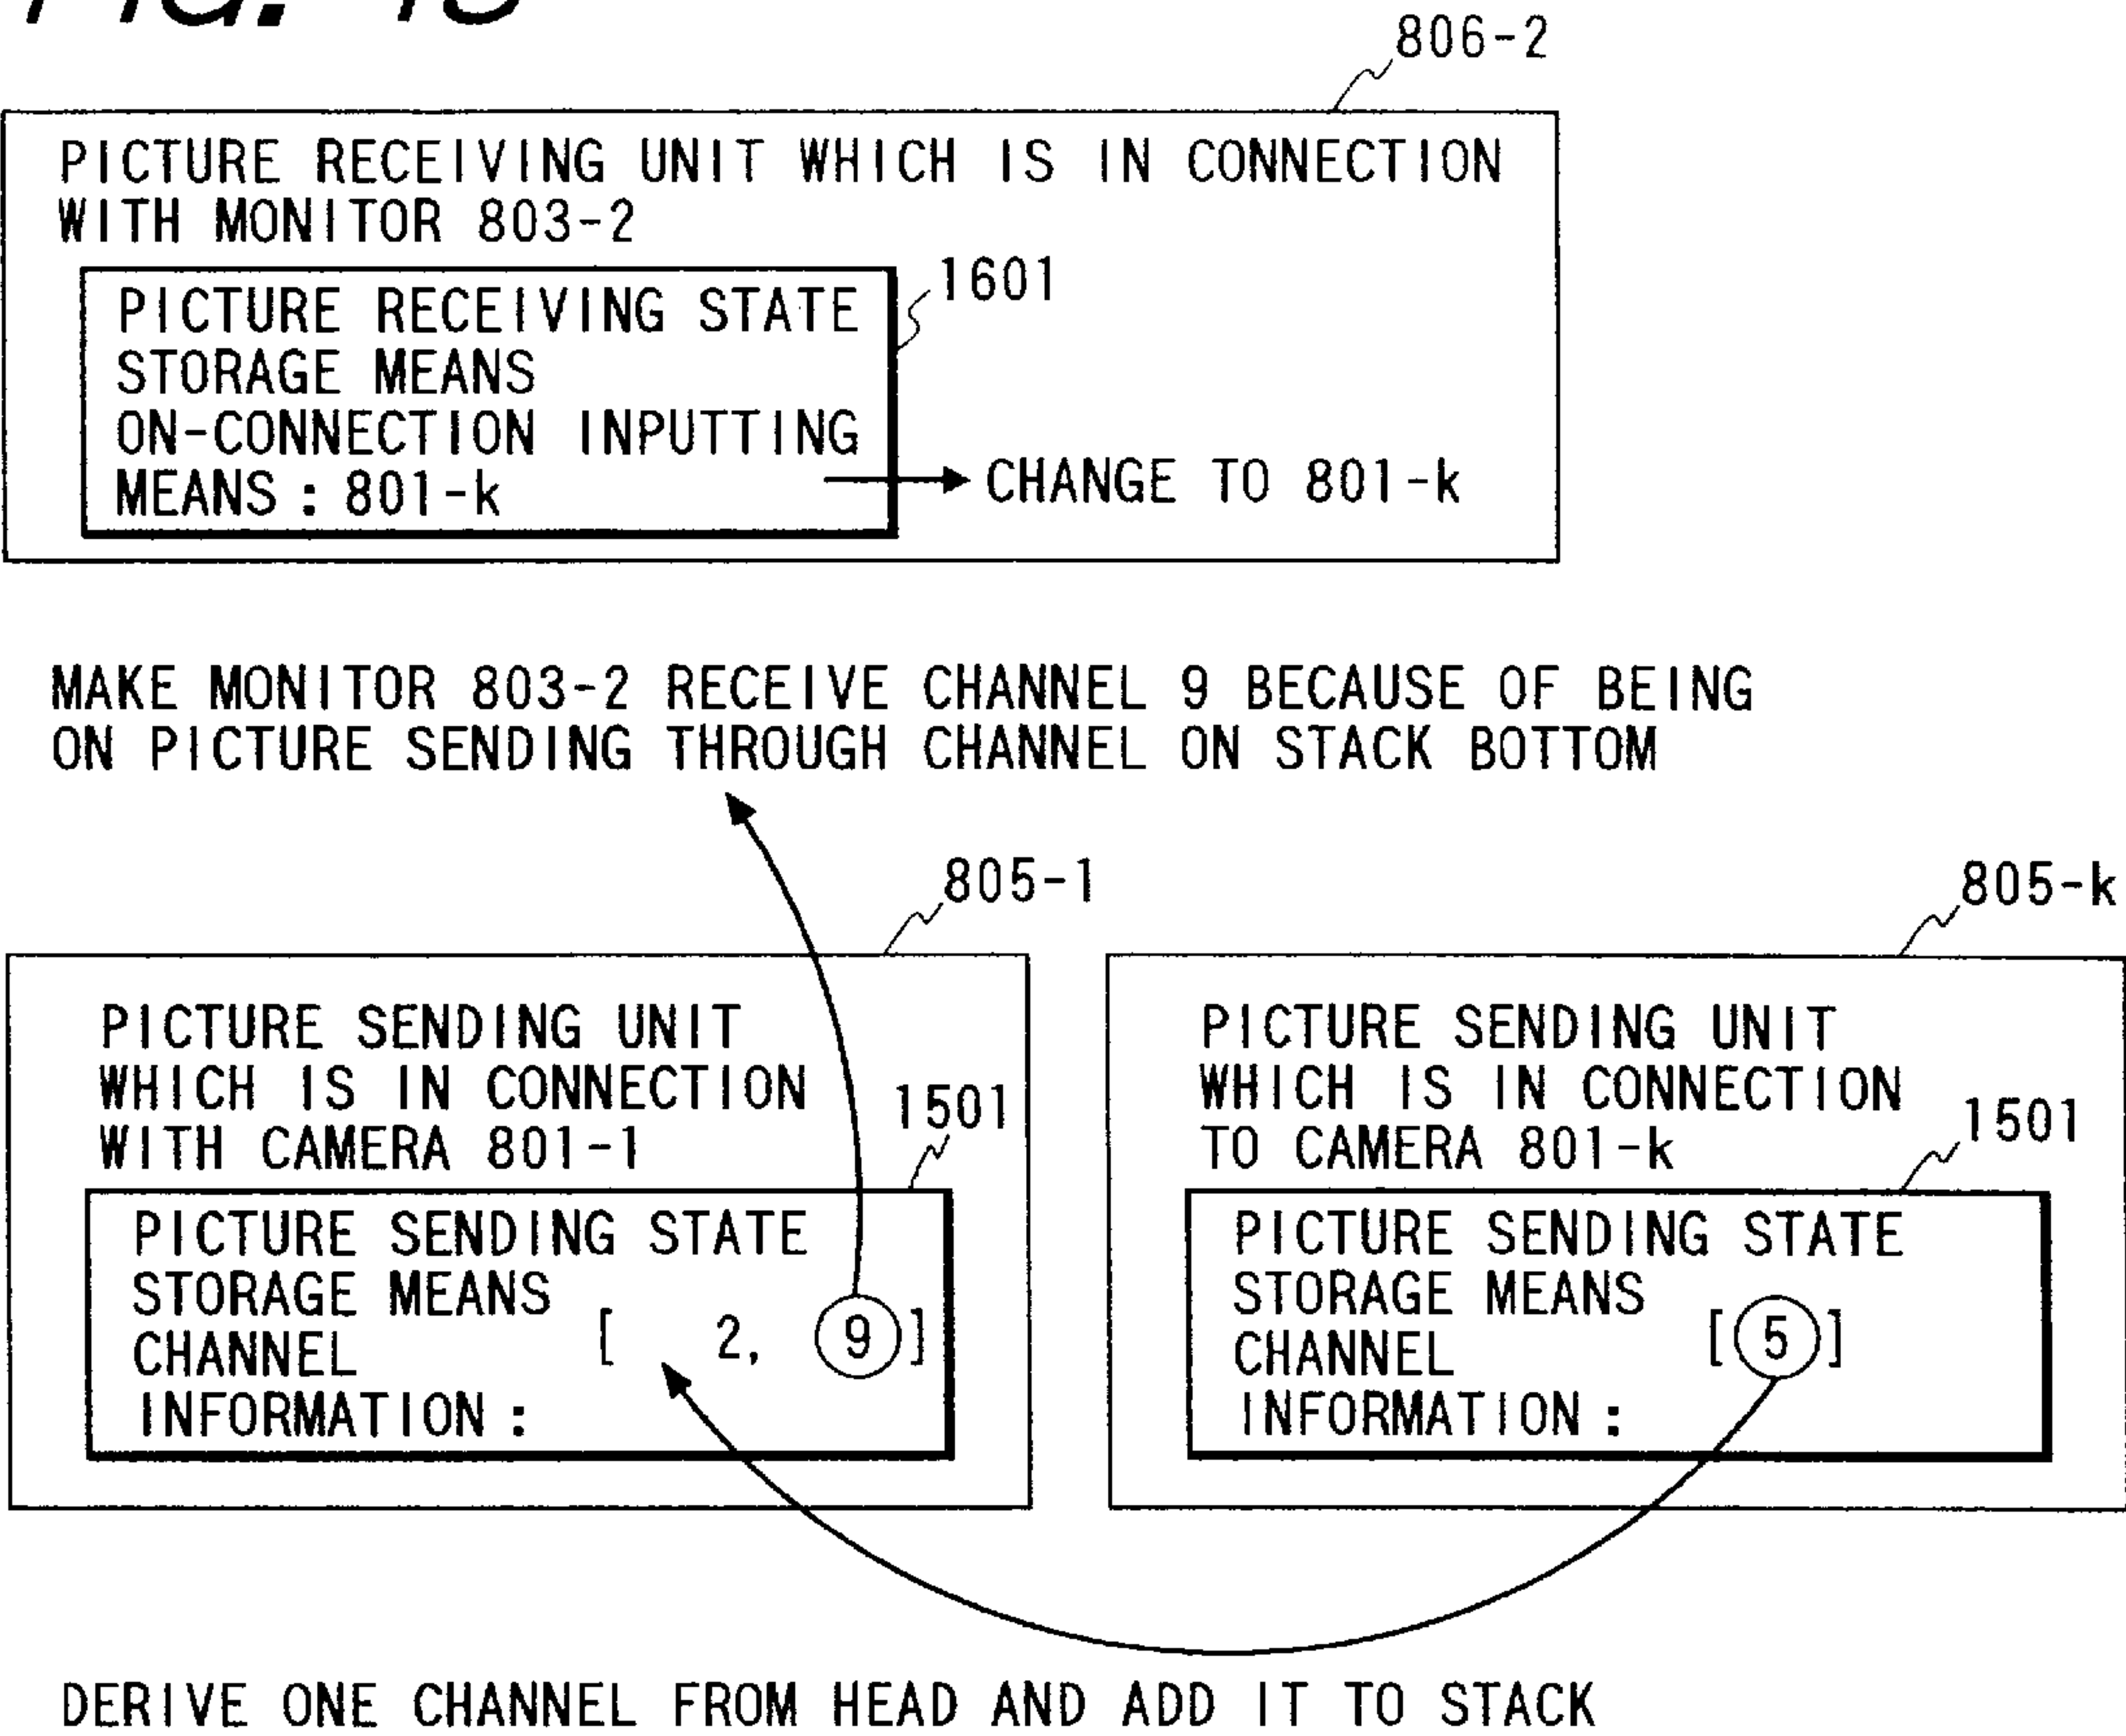 806-2
PICTURE RECEIVING UNIT WHICH IS IN CONNECTION
WITH MONITOR 803-2
1601
PICTURE RECEIVING STATE
STORAGE MEANS
ON-CONNECTION INPUTTING
MEANS : 801-k
CHANGE TO 801-k
MAKE MONITOR 803-2 RECEIVE CHANNEL 9 BECAUSE OF BEING
ON PICTURE SENDING THROUGH CHANNEL ON STACK BOTTOM
805-1
PICTURE SENDING UNIT
WHICH IS IN CONNECTION
WITH CAMERA 801-1
1501
PICTURE SENDING STATE
STORAGE MEANS
CHANNEL [ 2, 9 ]
INFORMATION :
805-k
PICTURE SENDING UNIT
WHICH IS IN CONNECTION
TO CAMERA 801-k
1501
PICTURE SENDING STATE
STORAGE MEANS
CHANNEL [ 5 ]
INFORMATION :
DERIVE ONE CHANNEL FROM HEAD AND ADD IT TO STACK